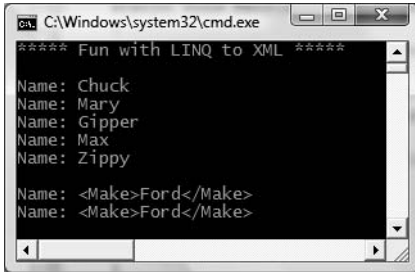 C:\Windows\system32\cmd.exe
***** Fun with LINQ to XML *****
Name: Chuck
Name: Mary
Name: Gipper
Name: Max
Name: Zippy
Name: <Make>Ford</Make>
Name: <Make>Ford</Make>